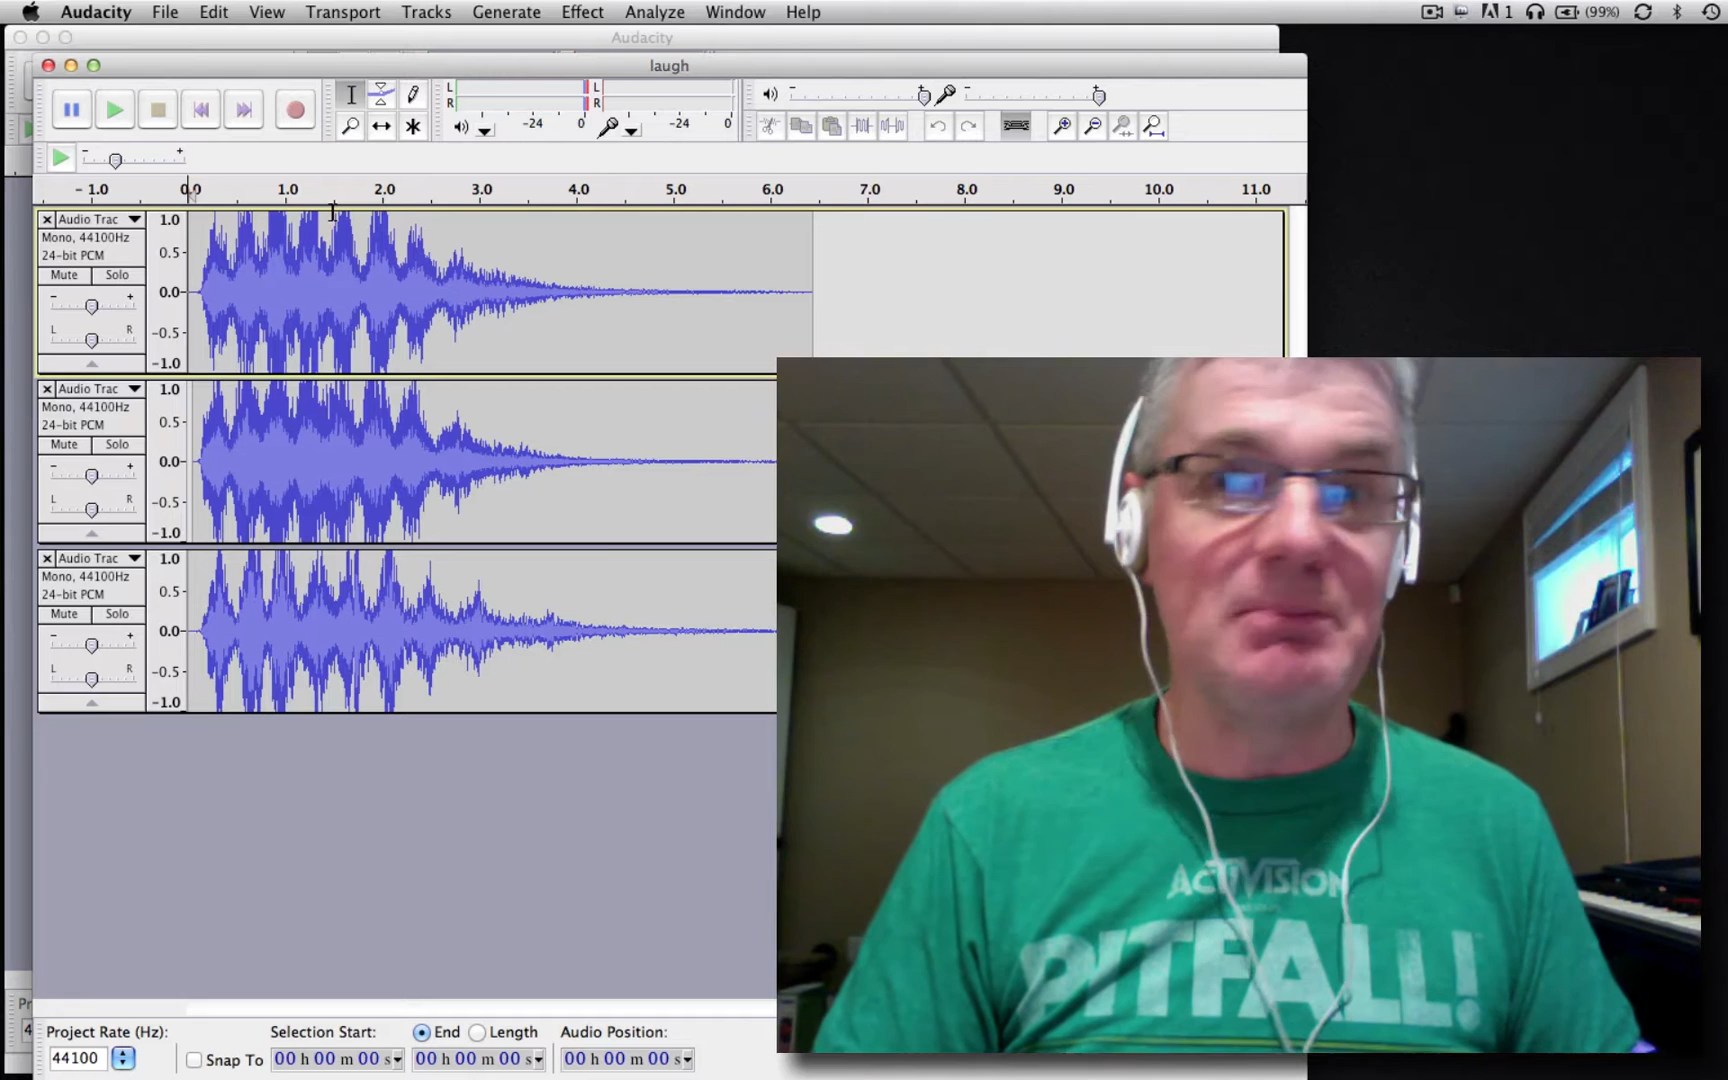 Audacity File Edit View Transport Tracks Generate Effect Analyze Window Help 1 (99%)
Audacity
laugh
L L
R R
-24 0 -24 0
- 1.0 0.0 1.0 2.0 3.0 4.0 5.0 6.0 7.0 8.0 9.0 10.0 11.0
Audio Trac 1.0
Mono, 44100Hz
24-bit PCM 0.5
Mute Solo
0.0
L R -0.5
-1.0
Audio Trac 1.0
Mono, 44100Hz
24-bit PCM 0.5
Mute Solo
0.0
L R -0.5
-1.0
Audio Trac 1.0
Mono, 44100Hz
24-bit PCM 0.5
Mute Solo
0.0
L R -0.5
-1.0
ACTIVISION
PITFALL!
Pr
Project Rate (Hz): Selection Start: End Length Audio Position:
4
44100 Snap To 00 h 00 m 00 s 00 h 00 m 00 s 00 h 00 m 00 s